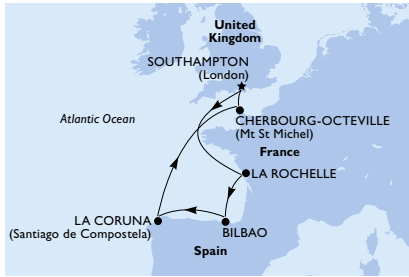 United
Kingdom
SOUTHAMPTON
(London)
Atlantic Ocean
CHERBOURG-OCTEVILLE
(Mt St Michel)
France
LA ROCHELLE
LA CORUNA
(Santiago de Compostela)
BILBAO
Spain